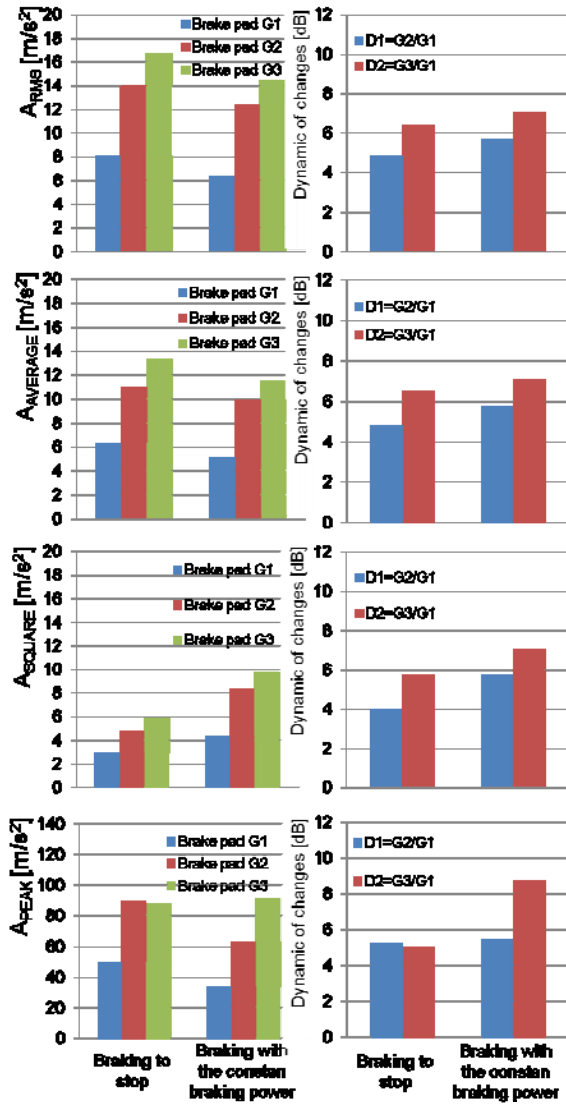 A_RMS [m/s²]
20
18
16
14
12
10
8
6
4
2
0
Brake pad G1
Brake pad G2
Brake pad G3
Dynamic of changes [dB]
12
10
8
6
4
2
0
D1=G2/G1
D2=G3/G1
A_AVERAGE [m/s²]
20
18
16
14
12
10
8
6
4
2
0
Brake pad G1
Brake pad G2
Brake pad G3
Dynamic of changes [dB]
12
10
8
6
4
2
0
D1=G2/G1
D2=G3/G1
A_SQUARE [m/s²]
20
18
16
14
12
10
8
6
4
2
0
Brake pad G1
Brake pad G2
Brake pad G3
Dynamic of changes [dB]
12
10
8
6
4
2
0
D1=G2/G1
D2=G3/G1
A_PEAK [m/s²]
140
120
100
80
60
40
20
0
Brake pad G1
Brake pad G2
Brake pad G3
Braking to
stop
Braking with
the constan
braking power
Dynamic of changes [dB]
12
10
8
6
4
2
0
D1=G2/G1
D2=G3/G1
Braking to
stop
Braking with
the constan
braking power